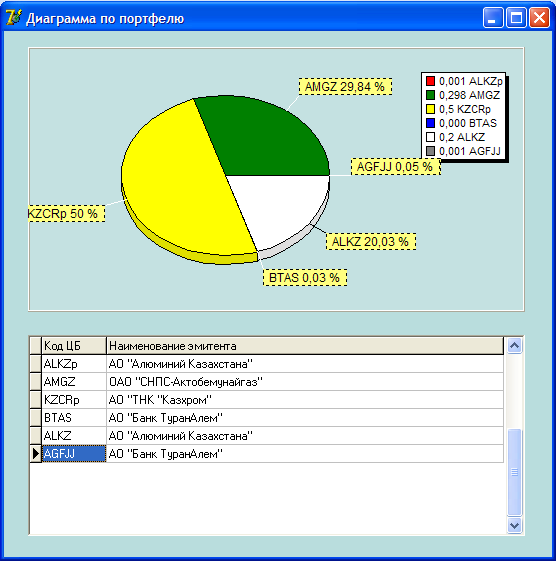 Диаграмма по портфелю
AMGZ 29,84 %
0,001 ALKZp
0,298 AMGZ
0,5 KZCRp
0,000 BTAS
0,2 ALKZ
0,001 AGFJJ
AGFJJ 0,05 %
KZCRp 50 %
ALKZ 20,03 %
BTAS 0,03 %
Код ЦБ Наименование эмитента
ALKZp АО "Алюминий Казахстана"
AMGZ ОАО "СНПС-Актобемунайгаз"
KZCRp АО "ТНК "Казхром"
BTAS АО "Банк ТуранАлем"
ALKZ АО "Алюминий Казахстана"
AGFJJ АО "Банк ТуранАлем"